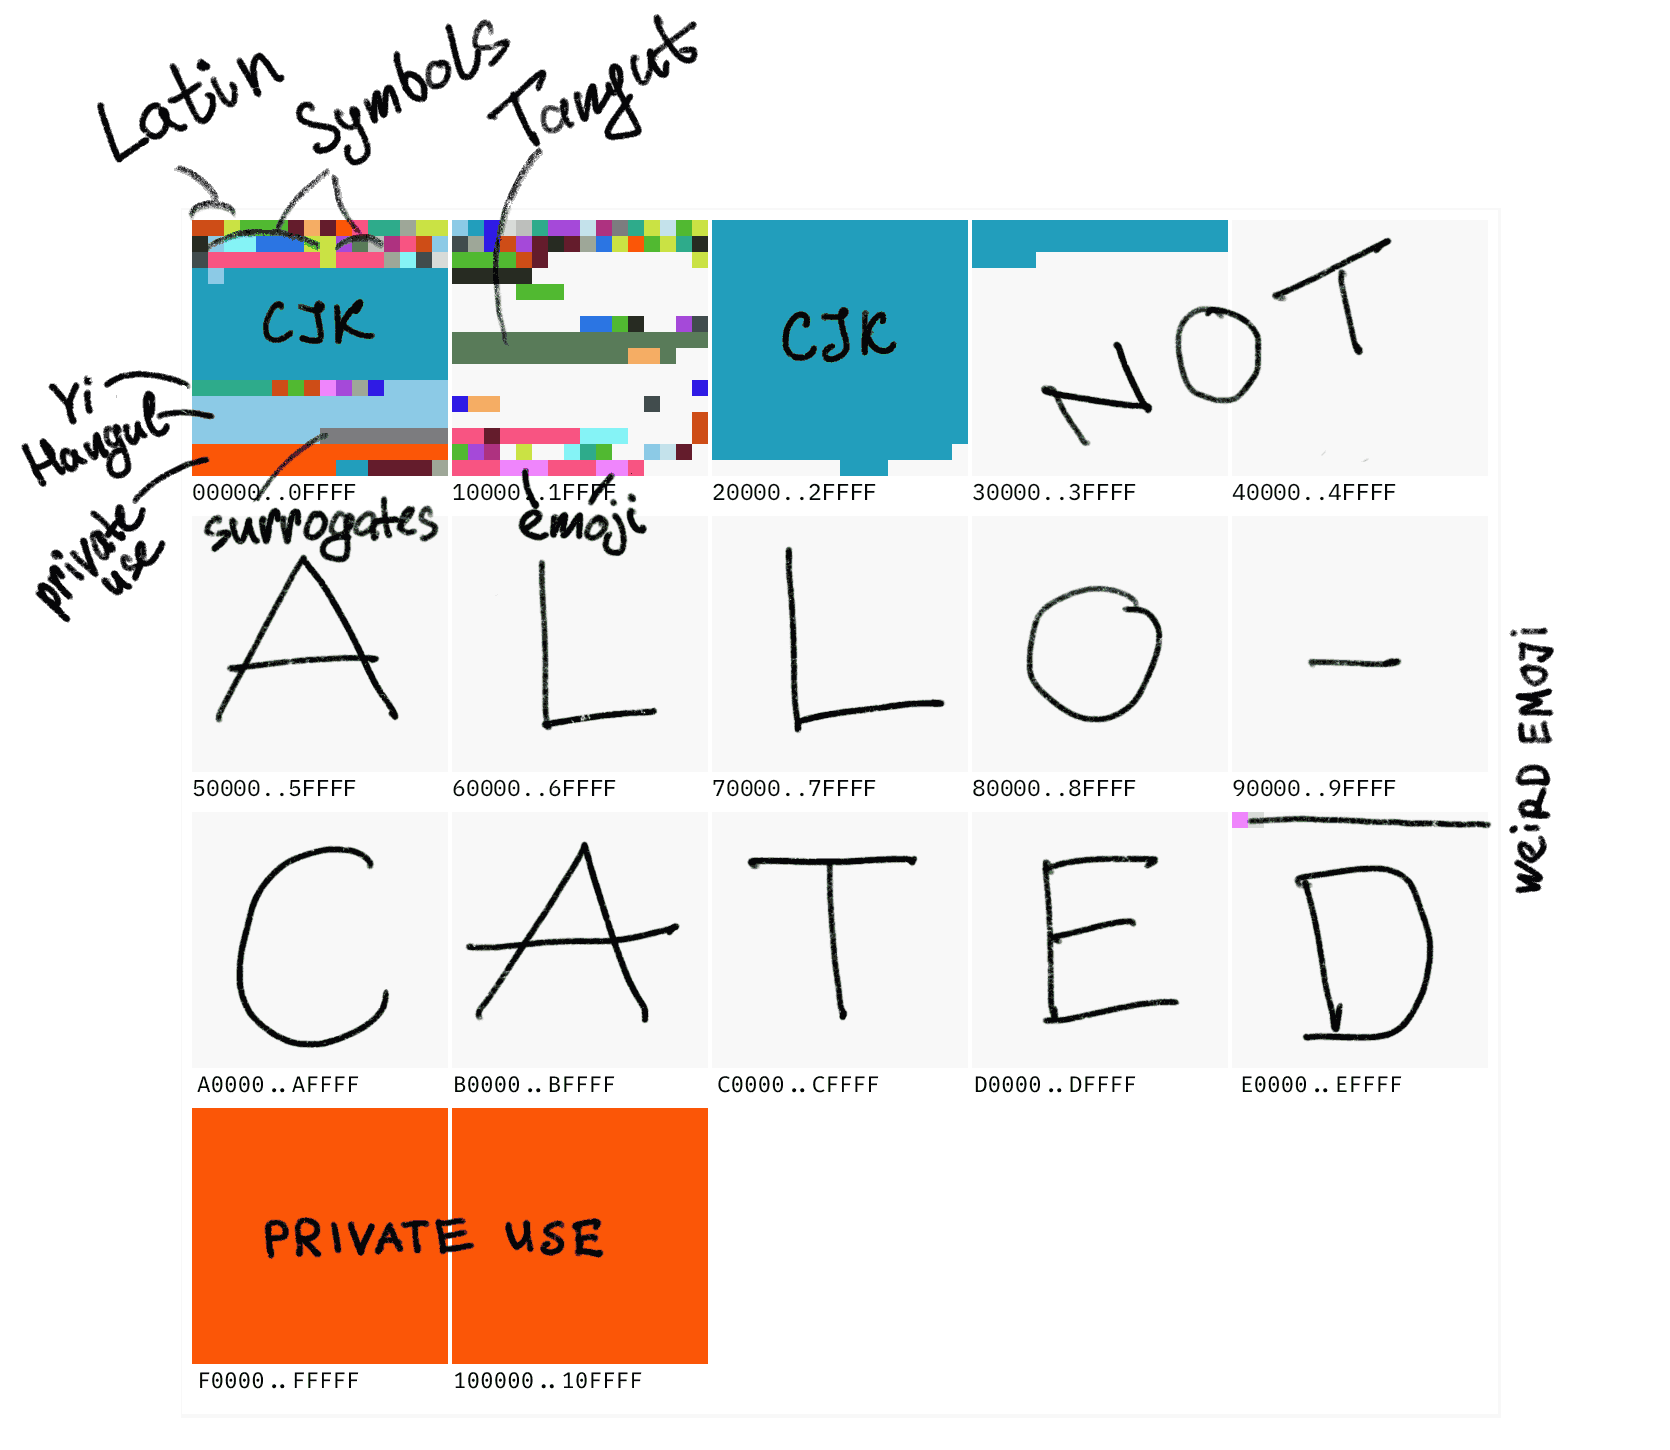 Latin
Symbols
Tangut
CJK
CJK
NOT
Yi
Hangul
private
use
surrogates
emoji
00000..0FFFF
10000..1FFFF
20000..2FFFF
30000..3FFFF
40000..4FFFF
ALLO-
WEIRD EMOJI
50000..5FFFF
60000..6FFFF
70000..7FFFF
80000..8FFFF
90000..9FFFF
CATED
A0000..AFFFF
B0000..BFFFF
C0000..CFFFF
D0000..DFFFF
E0000..EFFFF
PRIVATE USE
F0000..FFFFF
100000..10FFFF